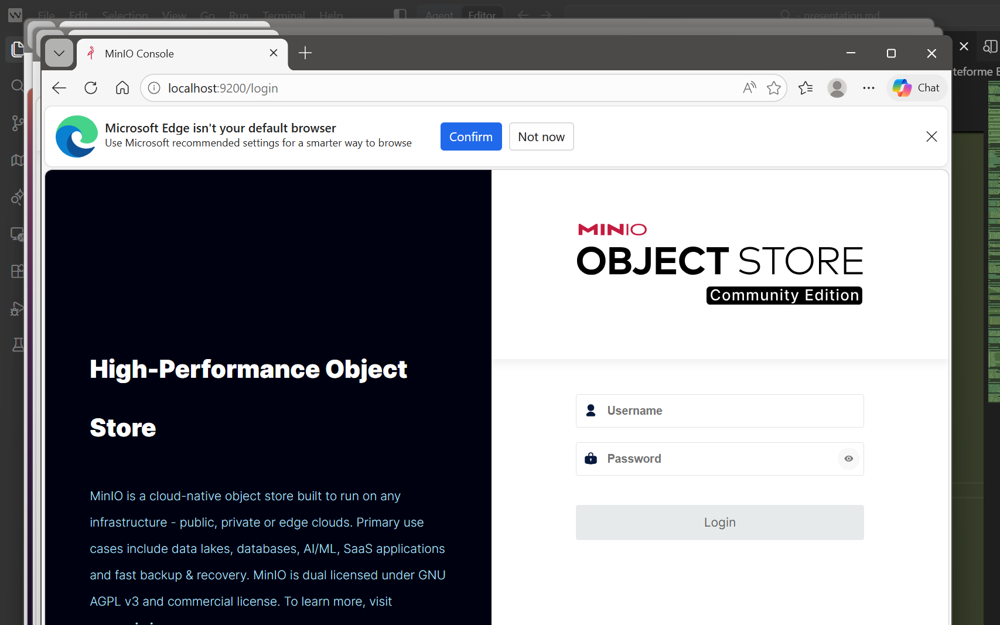 File Edit Selection View Go Run Terminal Help
Agent Editor
- presentation.md
MinIO Console
localhost:9200/login
Chat
teforme
Microsoft Edge isn't your default browser
Use Microsoft recommended settings for a smarter way to browse
Confirm
Not now
MINIO
OBJECT STORE
Community Edition
High-Performance Object
Store
Username
Password
Login
MinIO is a cloud-native object store built to run on any
infrastructure - public, private or edge clouds. Primary use
cases include data lakes, databases, AI/ML, SaaS applications
and fast backup & recovery. MinIO is dual licensed under GNU
AGPL v3 and commercial license. To learn more, visit